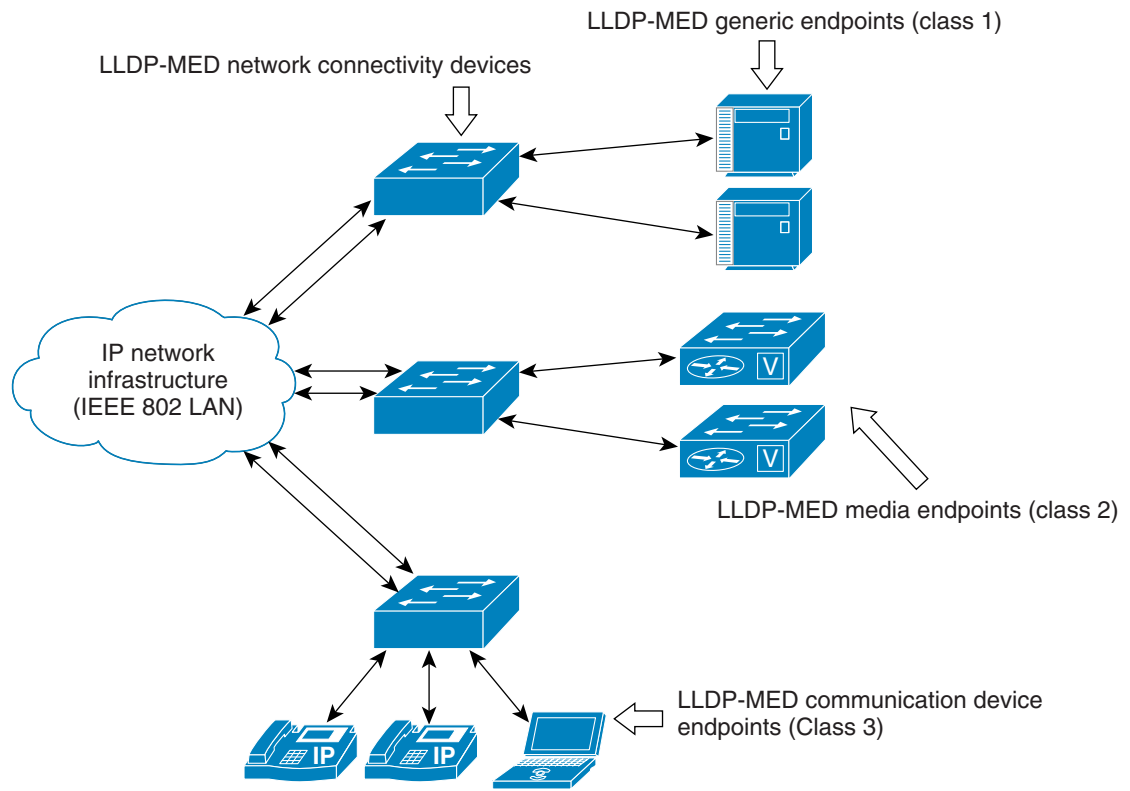 LLDP-MED generic endpoints (class 1)
LLDP-MED network connectivity devices
IP network
infrastructure
(IEEE 802 LAN)
V
V
LLDP-MED media endpoints (class 2)
LLDP-MED communication device
endpoints (Class 3)
IP
IP